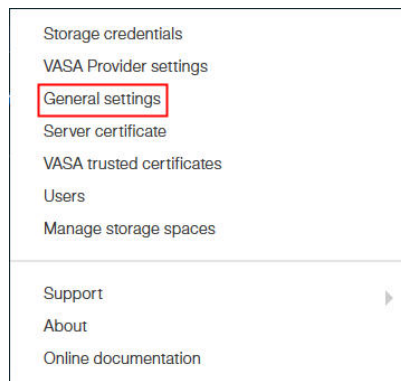 Storage credentials
VASA Provider settings
General settings
Server certificate
VASA trusted certificates
Users
Manage storage spaces
Support
About
Online documentation